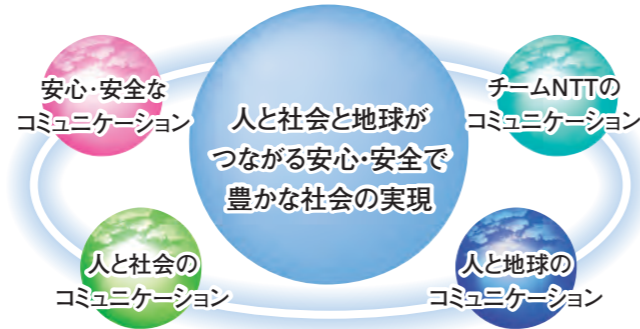 安心・安全な
コミュニケーション
チームNTTの
コミュニケーション
人と社会と地球が
つながる安心・安全で
豊かな社会の実現
人と社会の
コミュニケーション
人と地球の
コミュニケーション